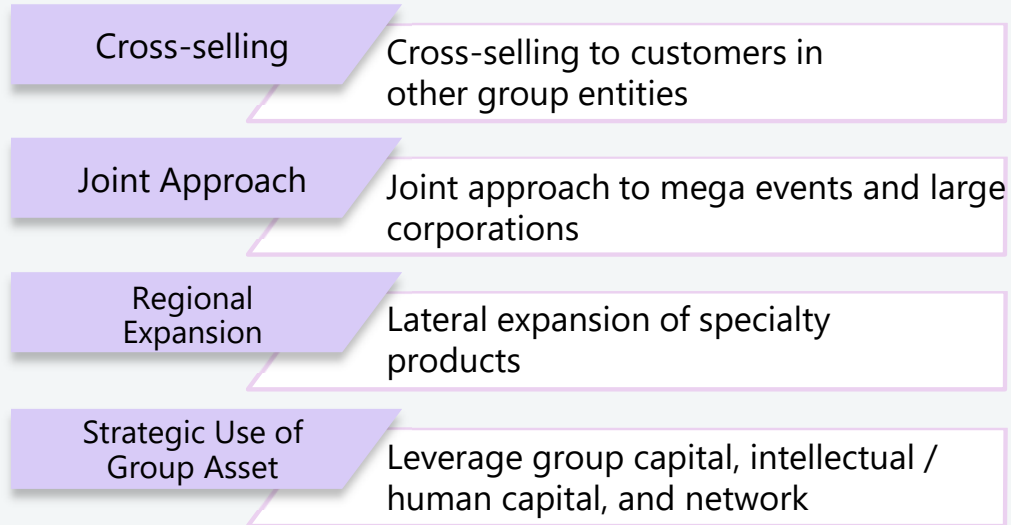 Cross-selling
Cross-selling to customers in
other group entities
Joint Approach
Joint approach to mega events and large
corporations
Regional
Expansion
Lateral expansion of specialty
products
Strategic Use of
Group Asset
Leverage group capital, intellectual /
human capital, and network